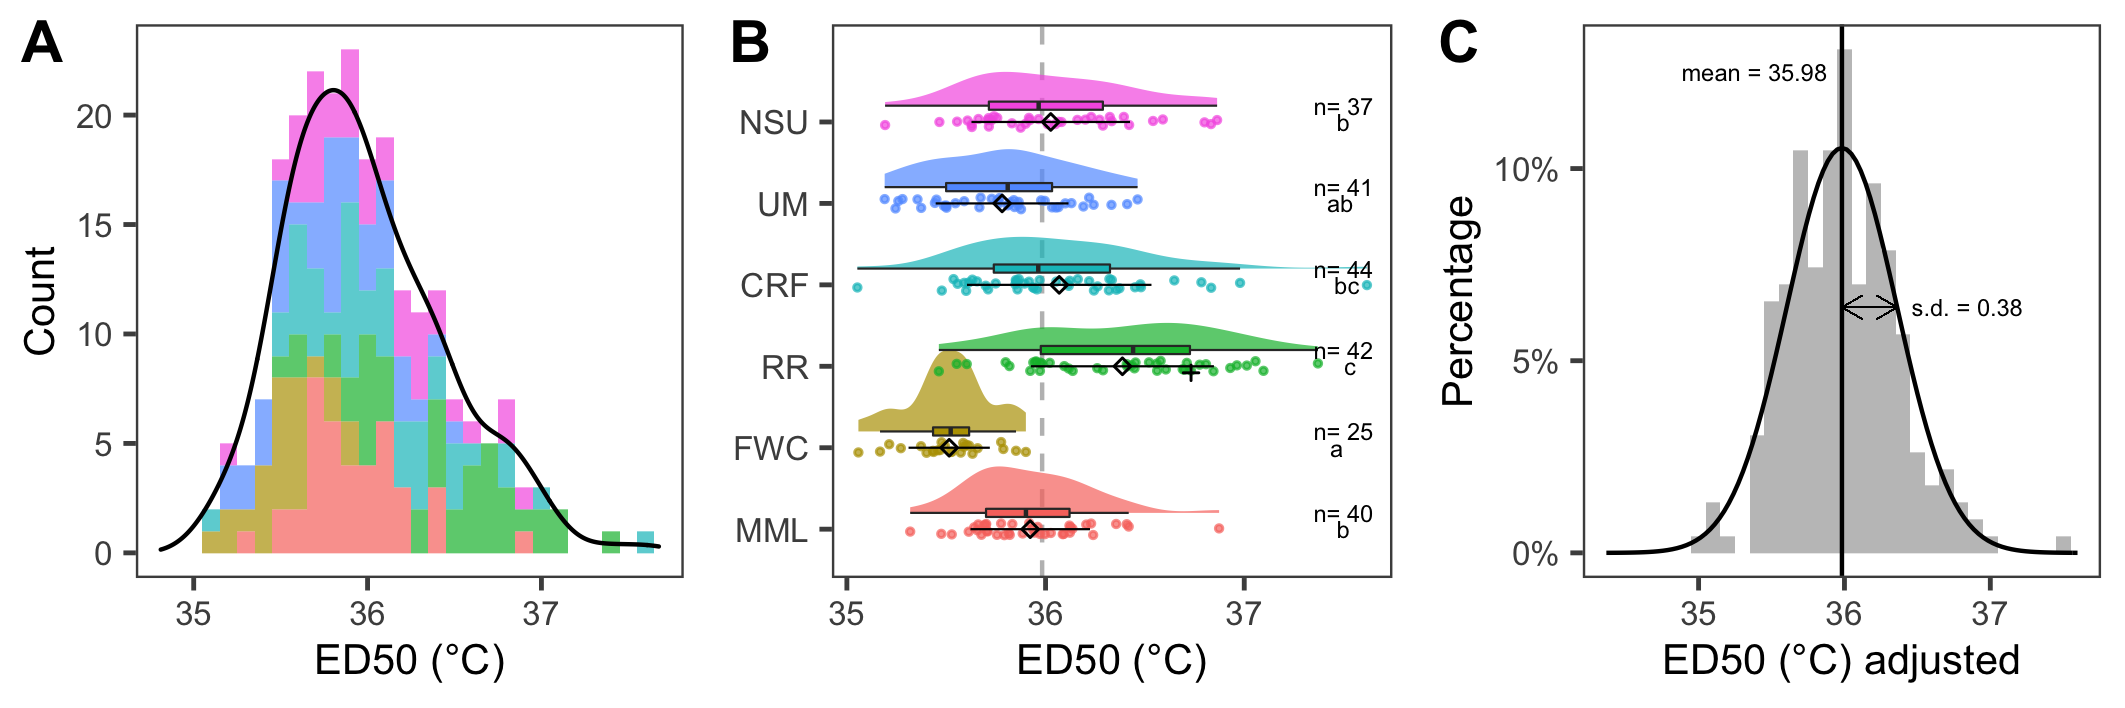 A
Count
20
15
10
5
0
35
36
37
ED50 (°C)
B
NSU
UM
CRF
RR
FWC
MML
n= 37
b
n= 41
ab
n= 44
bc
n= 42
c
n= 25
a
n= 40
b
35
36
37
ED50 (°C)
C
Percentage
10%
5%
0%
mean = 35.98
s.d. = 0.38
35
36
37
ED50 (°C) adjusted